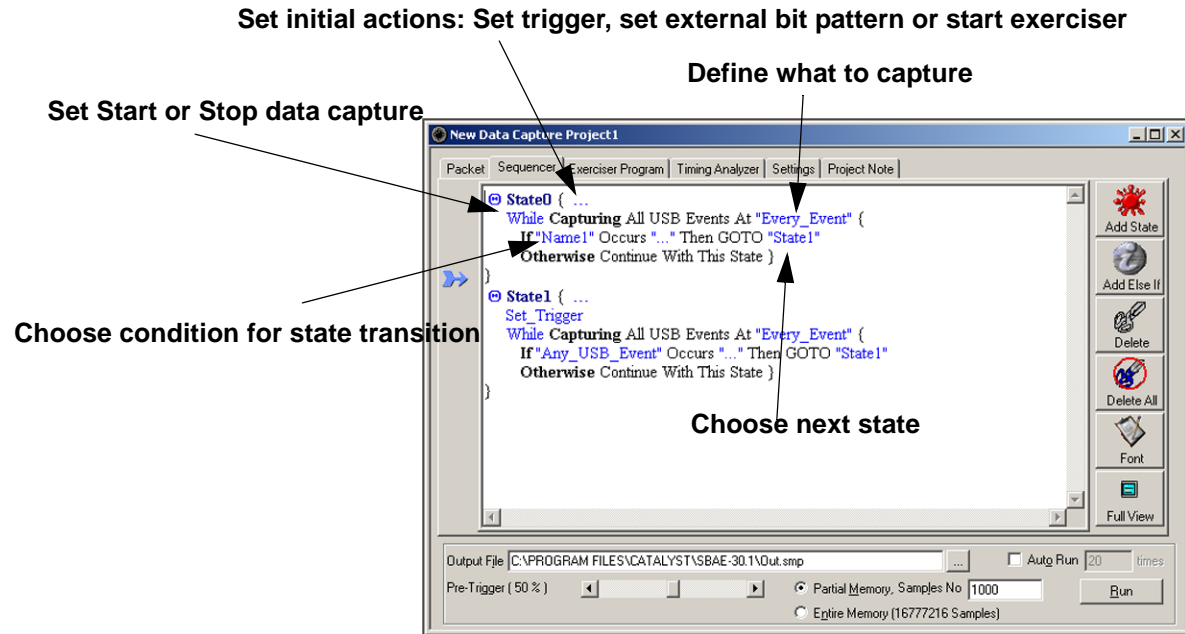 Set initial actions: Set trigger, set external bit pattern or start exerciser
Define what to capture
Set Start or Stop data capture
New Data Capture Project1
Packet Sequencer Exerciser Program Timing Analyzer Settings Project Note
State0 { ...
While Capturing All USB Events At "Every_Event" {
If "Name1" Occurs "..." Then GOTO "State1"
Otherwise Continue With This State }
}
State1 { ...
Set_Trigger
While Capturing All USB Events At "Every_Event" {
If "Any_USB_Event" Occurs "..." Then GOTO "State1"
Otherwise Continue With This State }
}
Choose condition for state transition
Choose next state
Add State
Add Else If
Delete
Delete All
Font
Full View
Output File C:\PROGRAM FILES\CATALYST\SBAE-30.1\Out.smp ... Auto Run 20 times
Pre-Trigger ( 50 % ) Partial Memory, Samples No 1000 Run
Entire Memory (16777216 Samples)